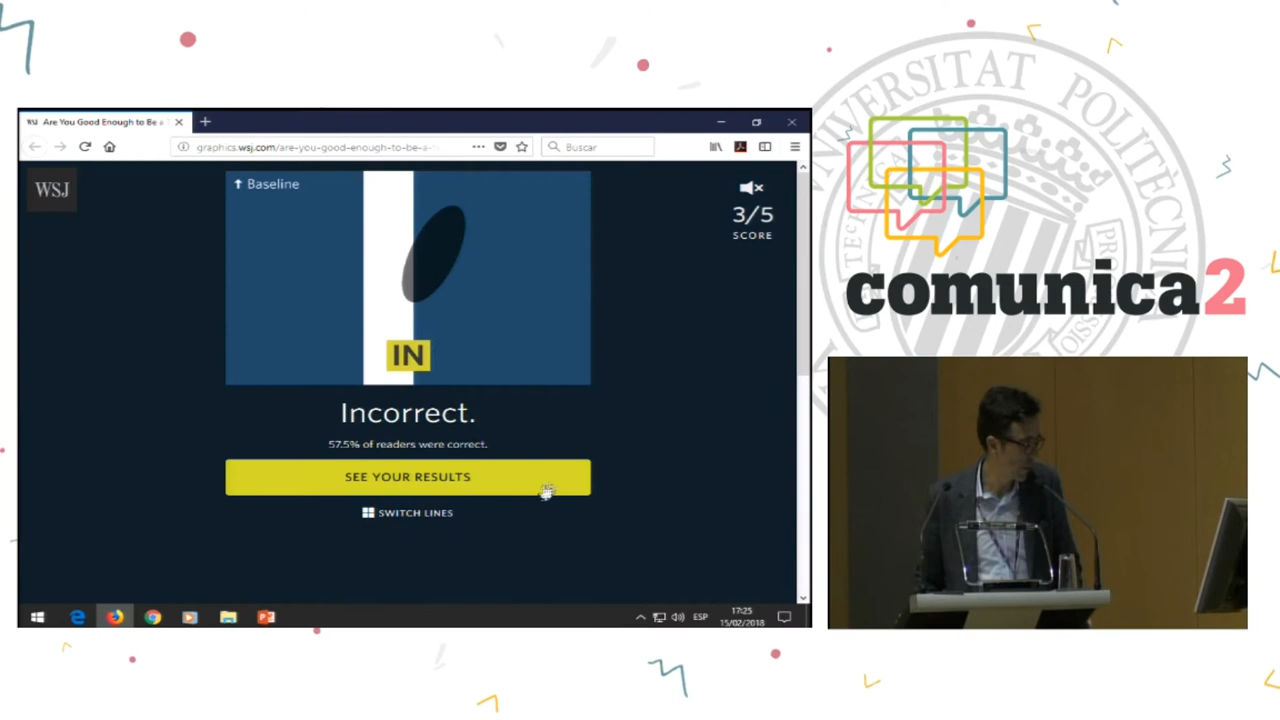 Are You Good Enough to Be a
graphics.wsj.com/are-you-good-enough-to-be-a-
Buscar
WSJ
Baseline
3/5
SCORE
IN
Incorrect.
57.5% of readers were correct.
SEE YOUR RESULTS
SWITCH LINES
ESP
17:25
15/02/2018
UNIVERSITAT POLITÈCNICA
comunica2